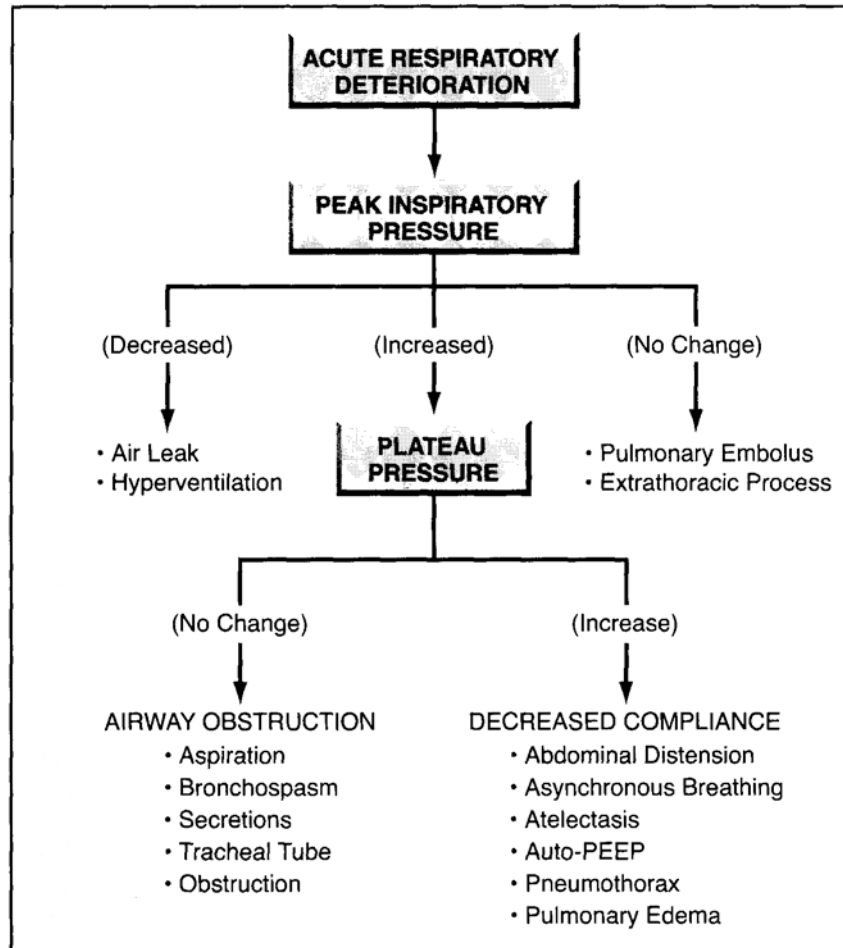 ACUTE RESPIRATORY
DETERIORATION
PEAK INSPIRATORY
PRESSURE
(Decreased)
(Increased)
(No Change)
• Air Leak
• Hyperventilation
PLATEAU
PRESSURE
• Pulmonary Embolus
• Extrathoracic Process
(No Change)
(Increase)
AIRWAY OBSTRUCTION
• Aspiration
• Bronchospasm
• Secretions
• Tracheal Tube
• Obstruction
DECREASED COMPLIANCE
• Abdominal Distension
• Asynchronous Breathing
• Atelectasis
• Auto-PEEP
• Pneumothorax
• Pulmonary Edema